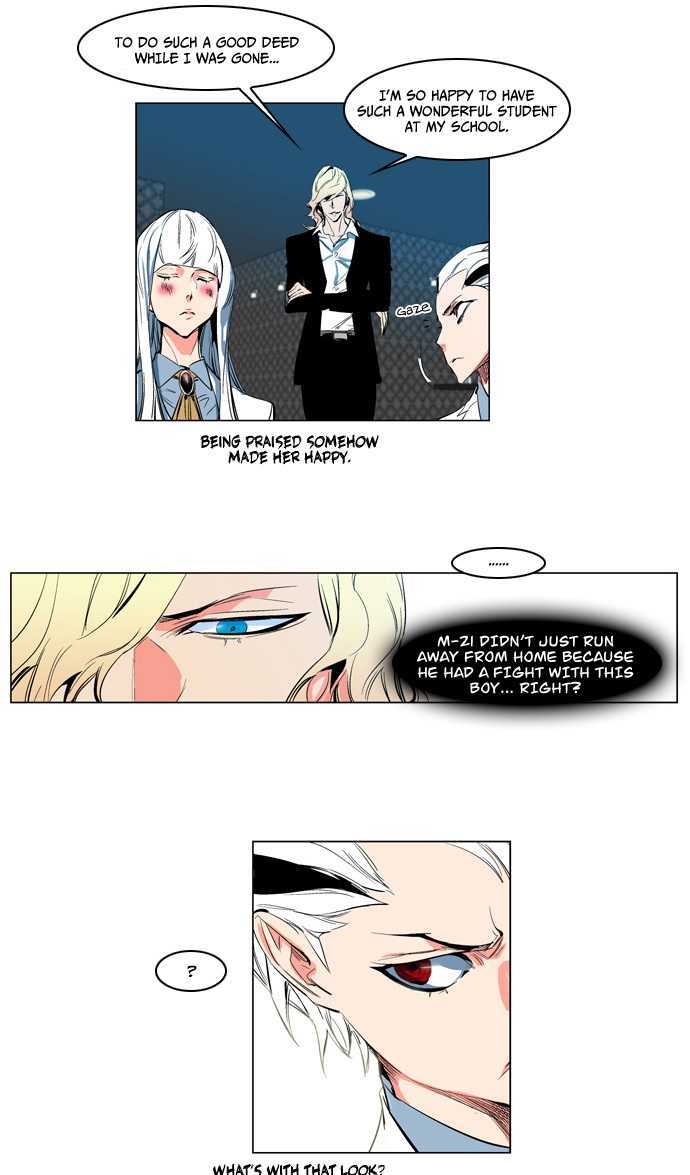 TO DO SUCH A GOOD DEED
WHILE I WAS GONE...
I'M SO HAPPY TO HAVE
SUCH A WONDERFUL STUDENT
AT MY SCHOOL.
Gaze
BEING PRAISED SOMEHOW
MADE HER HAPPY.
......
M-21 DIDN'T JUST RUN
AWAY FROM HOME BECAUSE
HE HAD A FIGHT WITH THIS
BOY... RIGHT?
?
WHAT'S WITH THAT LOOK?